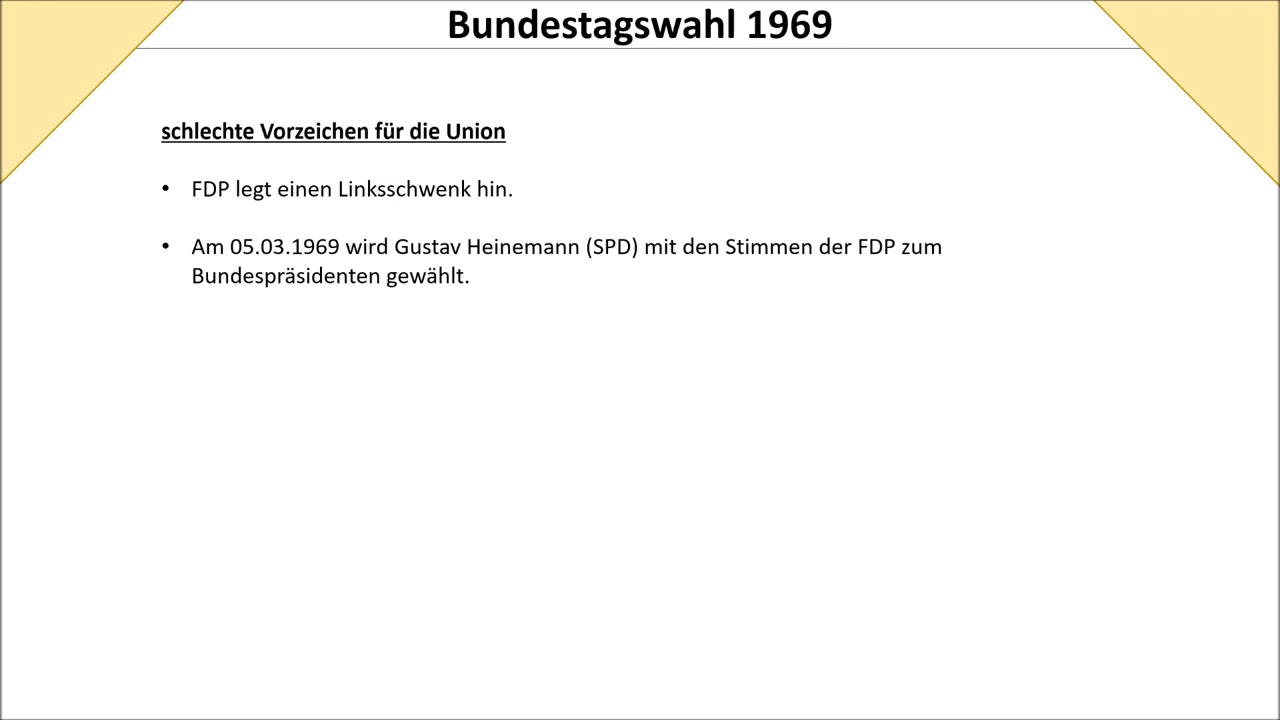 Bundestagswahl 1969
schlechte Vorzeichen für die Union
• FDP legt einen Linksschwenk hin.
• Am 05.03.1969 wird Gustav Heinemann (SPD) mit den Stimmen der FDP zum
Bundespräsidenten gewählt.